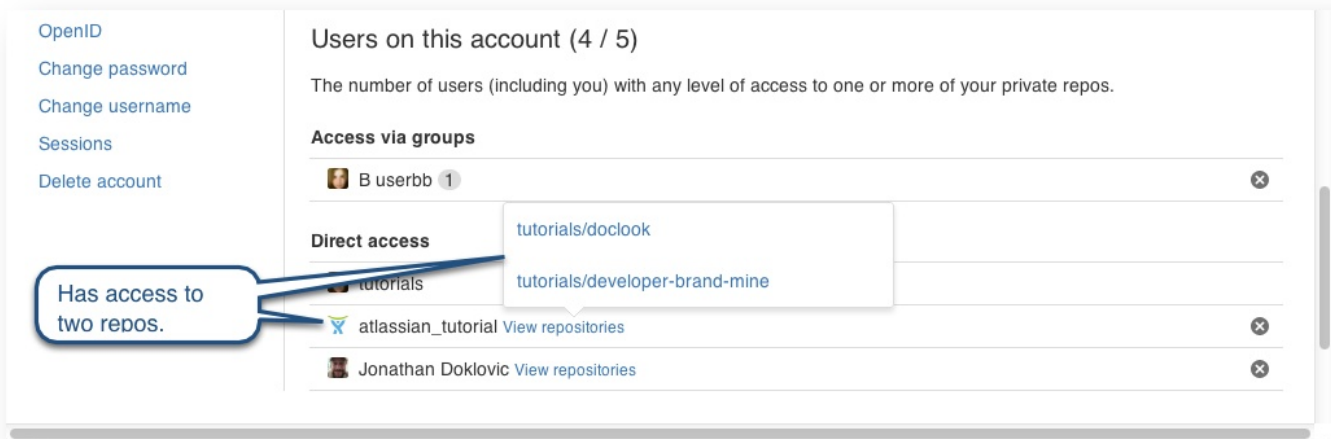 OpenID
Change password
Change username
Sessions
Delete account
Users on this account (4 / 5)
The number of users (including you) with any level of access to one or more of your private repos.
Access via groups
B userbb 1
Direct access
tutorials/doclook
tutorials/developer-brand-mine
tutorials
atlassian_tutorial View repositories
Jonathan Doklovic View repositories
Has access to
two repos.